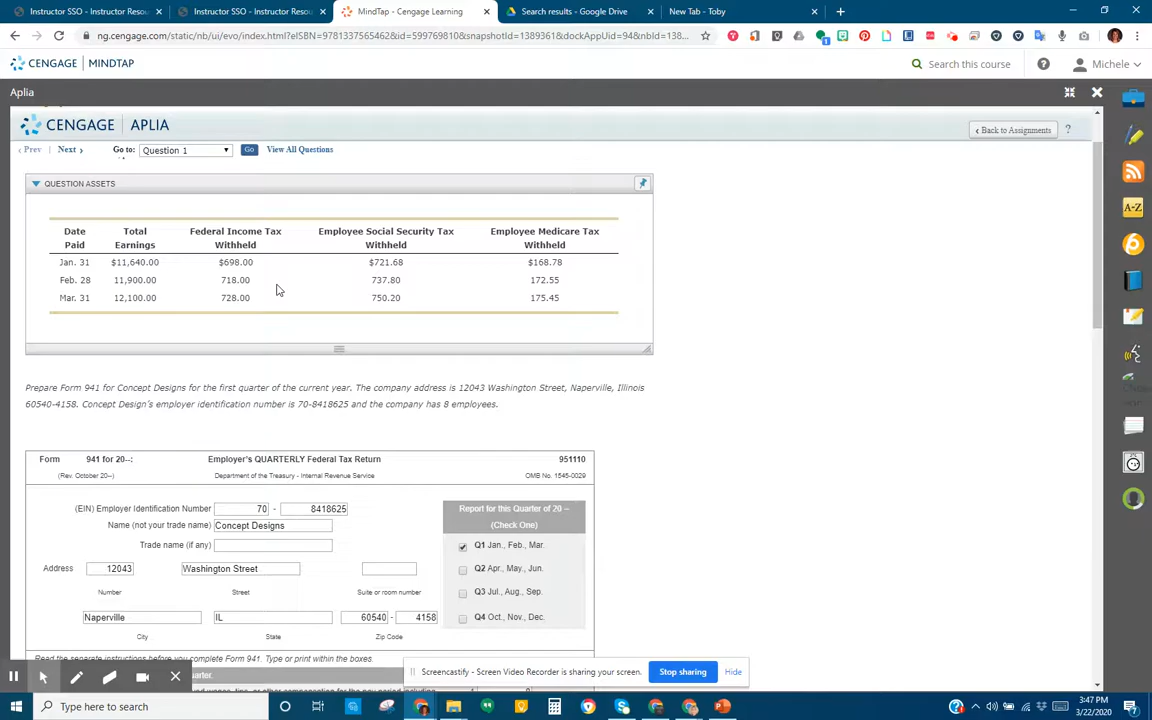 Instructor SSO - Instructor Resou
Instructor SSO - Instructor Resou
MindTap - Cengage Learning
Search results - Google Drive
New Tab - Toby
ng.cengage.com/static/nb/ui/evo/index.html?eISBN=9781337565462&id=599769810&snapshotId=1389361&dockAppUid=94&nbId=138...
CENGAGE MINDTAP
Search this course
Michele
Aplia
CENGAGE APLIA
Back to Assignments
?
Prev Next Go to: Question 1 Go View All Questions
QUESTION ASSETS
Date Total Federal Income Tax Employee Social Security Tax Employee Medicare Tax
Paid Earnings Withheld Withheld Withheld
Jan. 31 $11,640.00 $698.00 $721.68 $168.78
Feb. 28 11,900.00 718.00 737.80 172.55
Mar. 31 12,100.00 728.00 750.20 175.45
Prepare Form 941 for Concept Designs for the first quarter of the current year. The company address is 12043 Washington Street, Naperville, Illinois
60540-4158. Concept Design's employer identification number is 70-8418625 and the company has 8 employees.
Form 941 for 20--: Employer's QUARTERLY Federal Tax Return 951110
(Rev. October 20--) Department of the Treasury - Internal Revenue Service OMB No. 1545-0029
(EIN) Employer Identification Number 70 - 8418625
Name (not your trade name) Concept Designs
Trade name (if any)
Address 12043 Washington Street
Number Street Suite or room number
Naperville IL 60540 - 4158
City State Zip Code
Report for this Quarter of 20 --
(Check One)
Q1 Jan., Feb., Mar.
Q2 Apr., May., Jun.
Q3 Jul., Aug., Sep.
Q4 Oct., Nov., Dec.
Read the separate instructions before you complete Form 941. Type or print within the boxes.
quarter.
Screencastify - Screen Video Recorder is sharing your screen. Stop sharing Hide
Type here to search
3:47 PM
3/22/2020